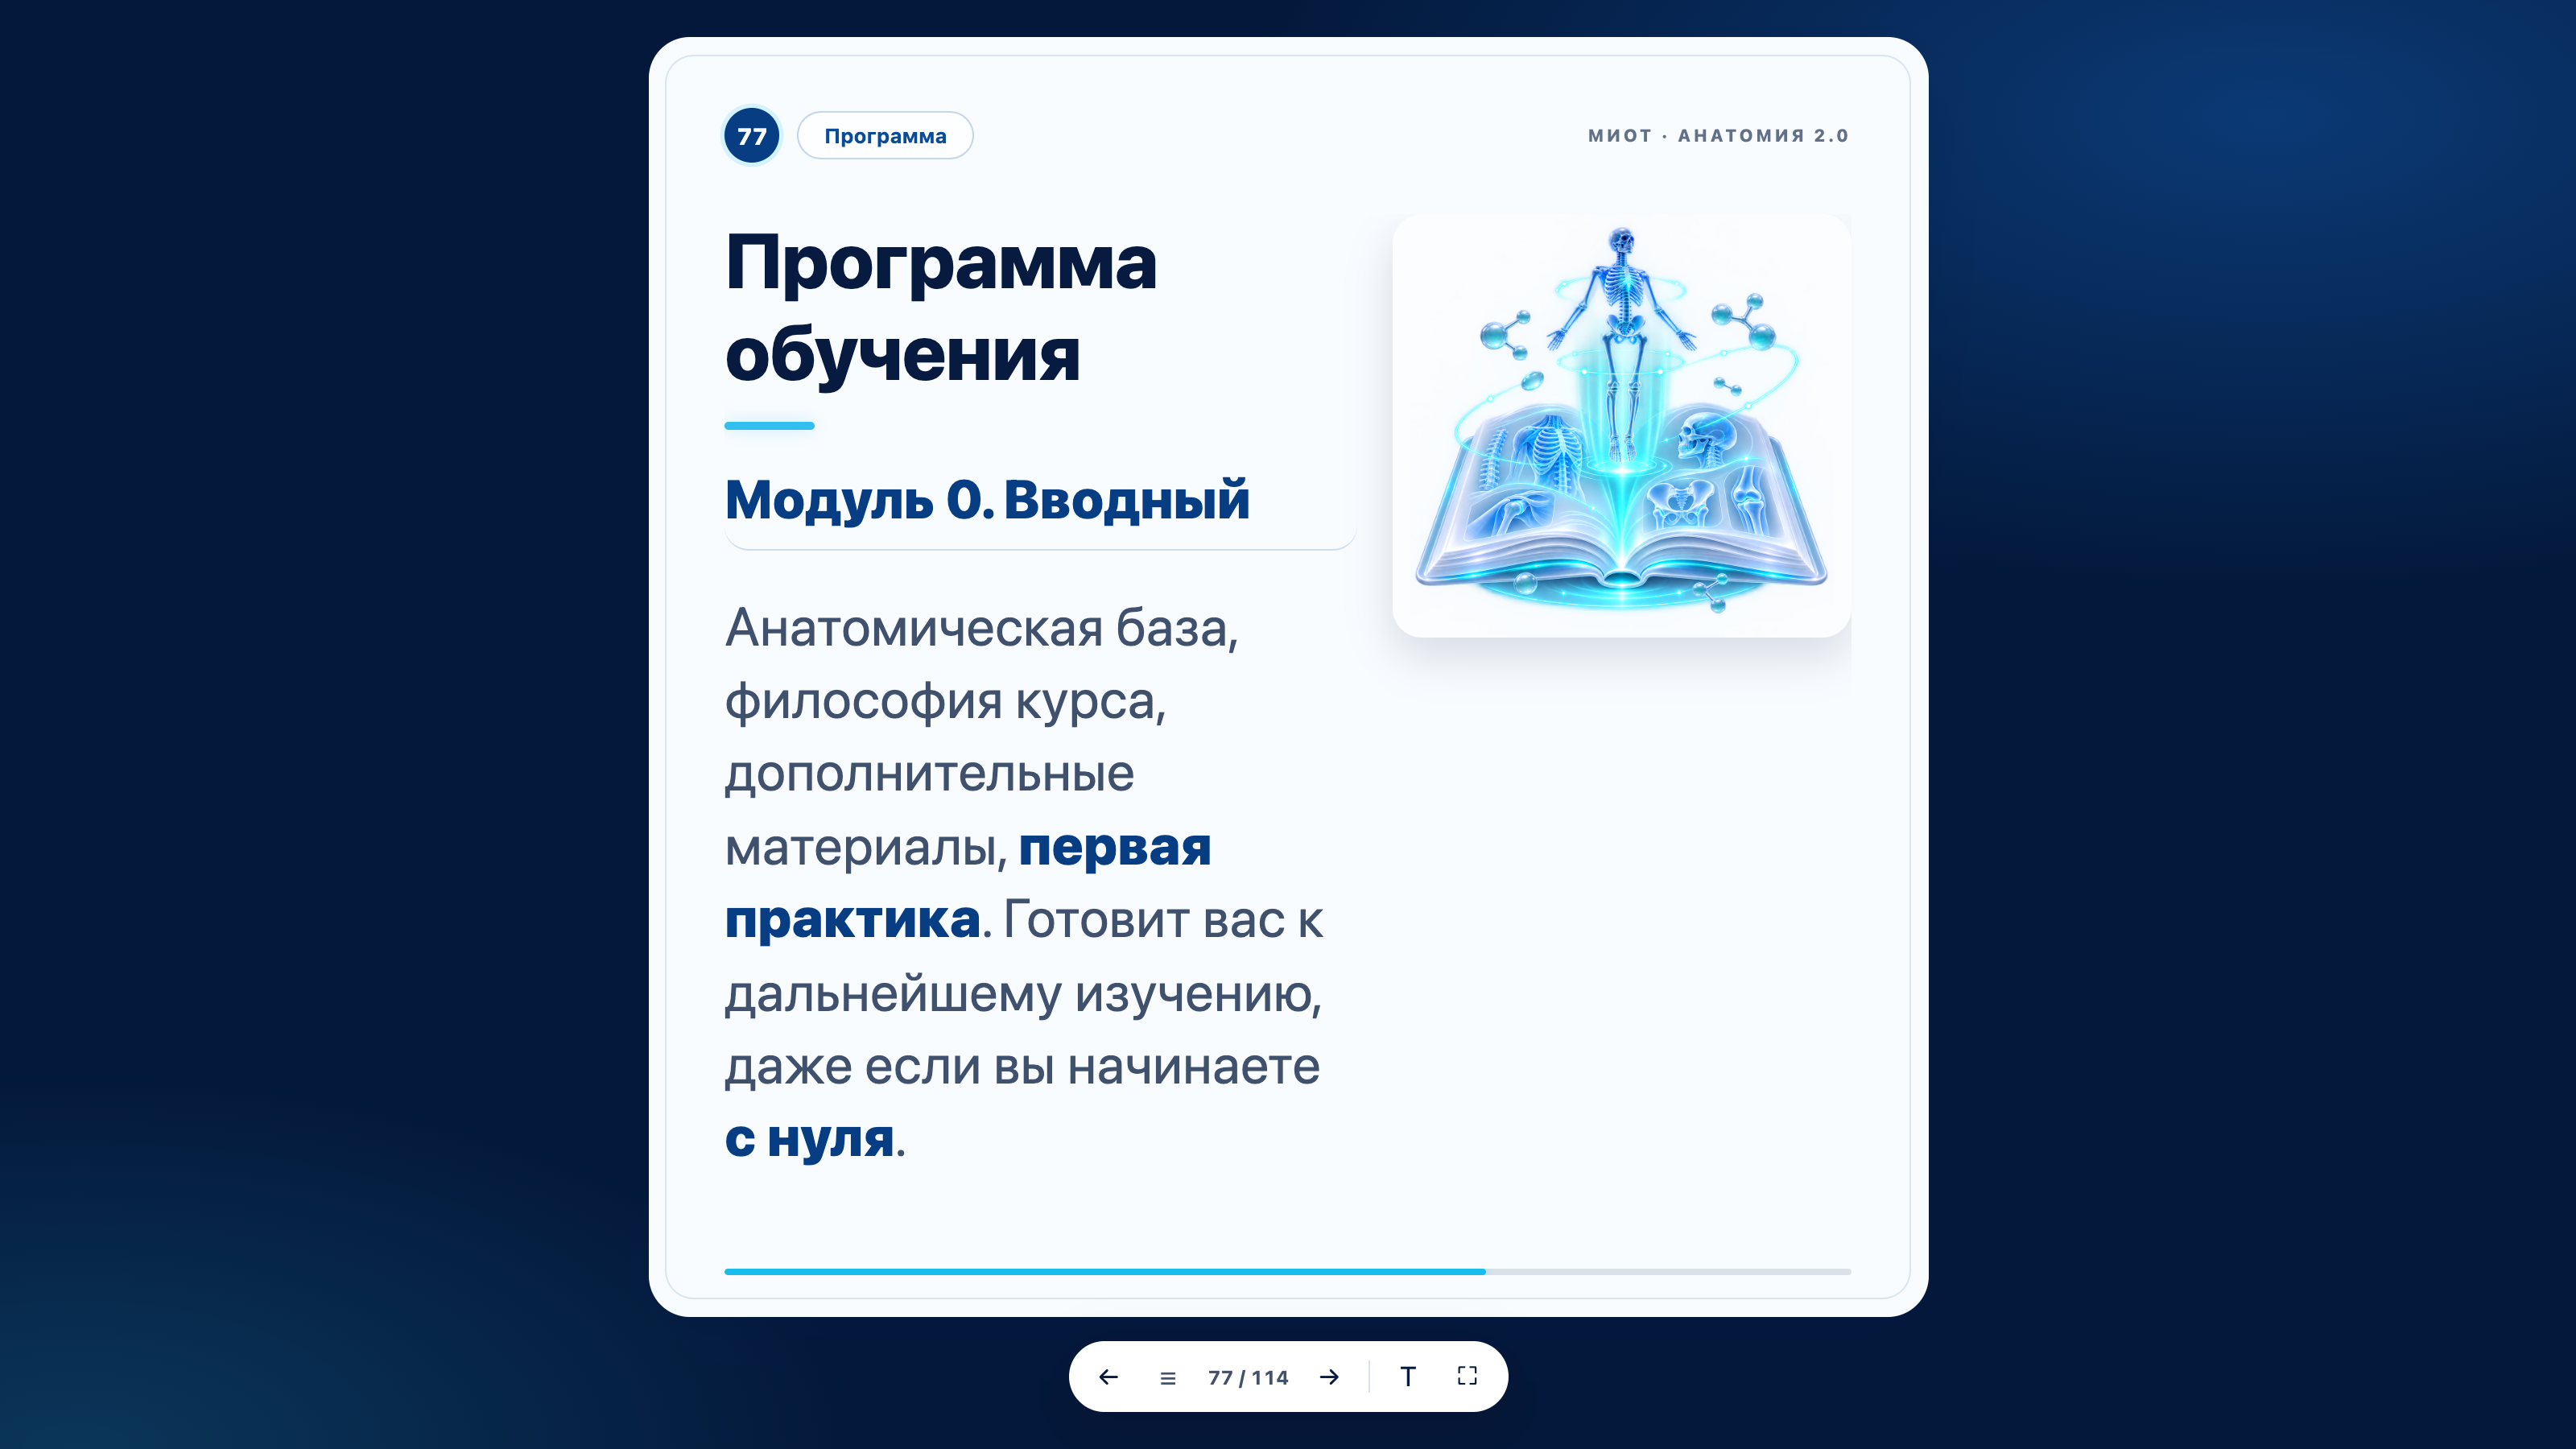 77
Программа
МИОТ · АНАТОМИЯ 2.0
Программа
обучения
Модуль 0. Вводный
Анатомическая база,
философия курса,
дополнительные
материалы, первая
практика. Готовит вас к
дальнейшему изучению,
даже если вы начинаете
с нуля.
77 / 114
T